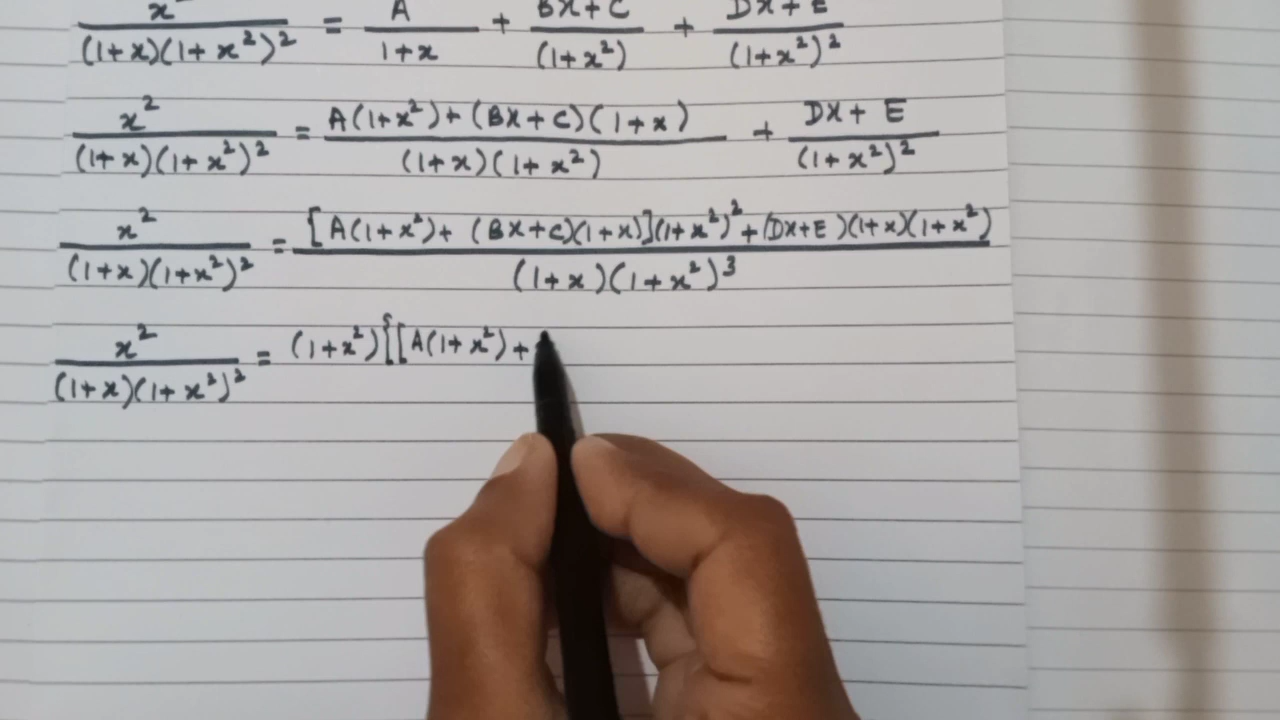 x² / (1+x)(1+x²)² = A / 1+x + Bx+C / (1+x²) + Dx+E / (1+x²)²
x² / (1+x)(1+x²)² = A(1+x²)+(Bx+C)(1+x) / (1+x)(1+x²) + Dx+E / (1+x²)²
x² / (1+x)(1+x²)² = [A(1+x²)+(Bx+C)(1+x)](1+x²)²+(Dx+E)(1+x)(1+x²) / (1+x)(1+x²)³
x² / (1+x)(1+x²)² = (1+x²){[A(1+x²)+